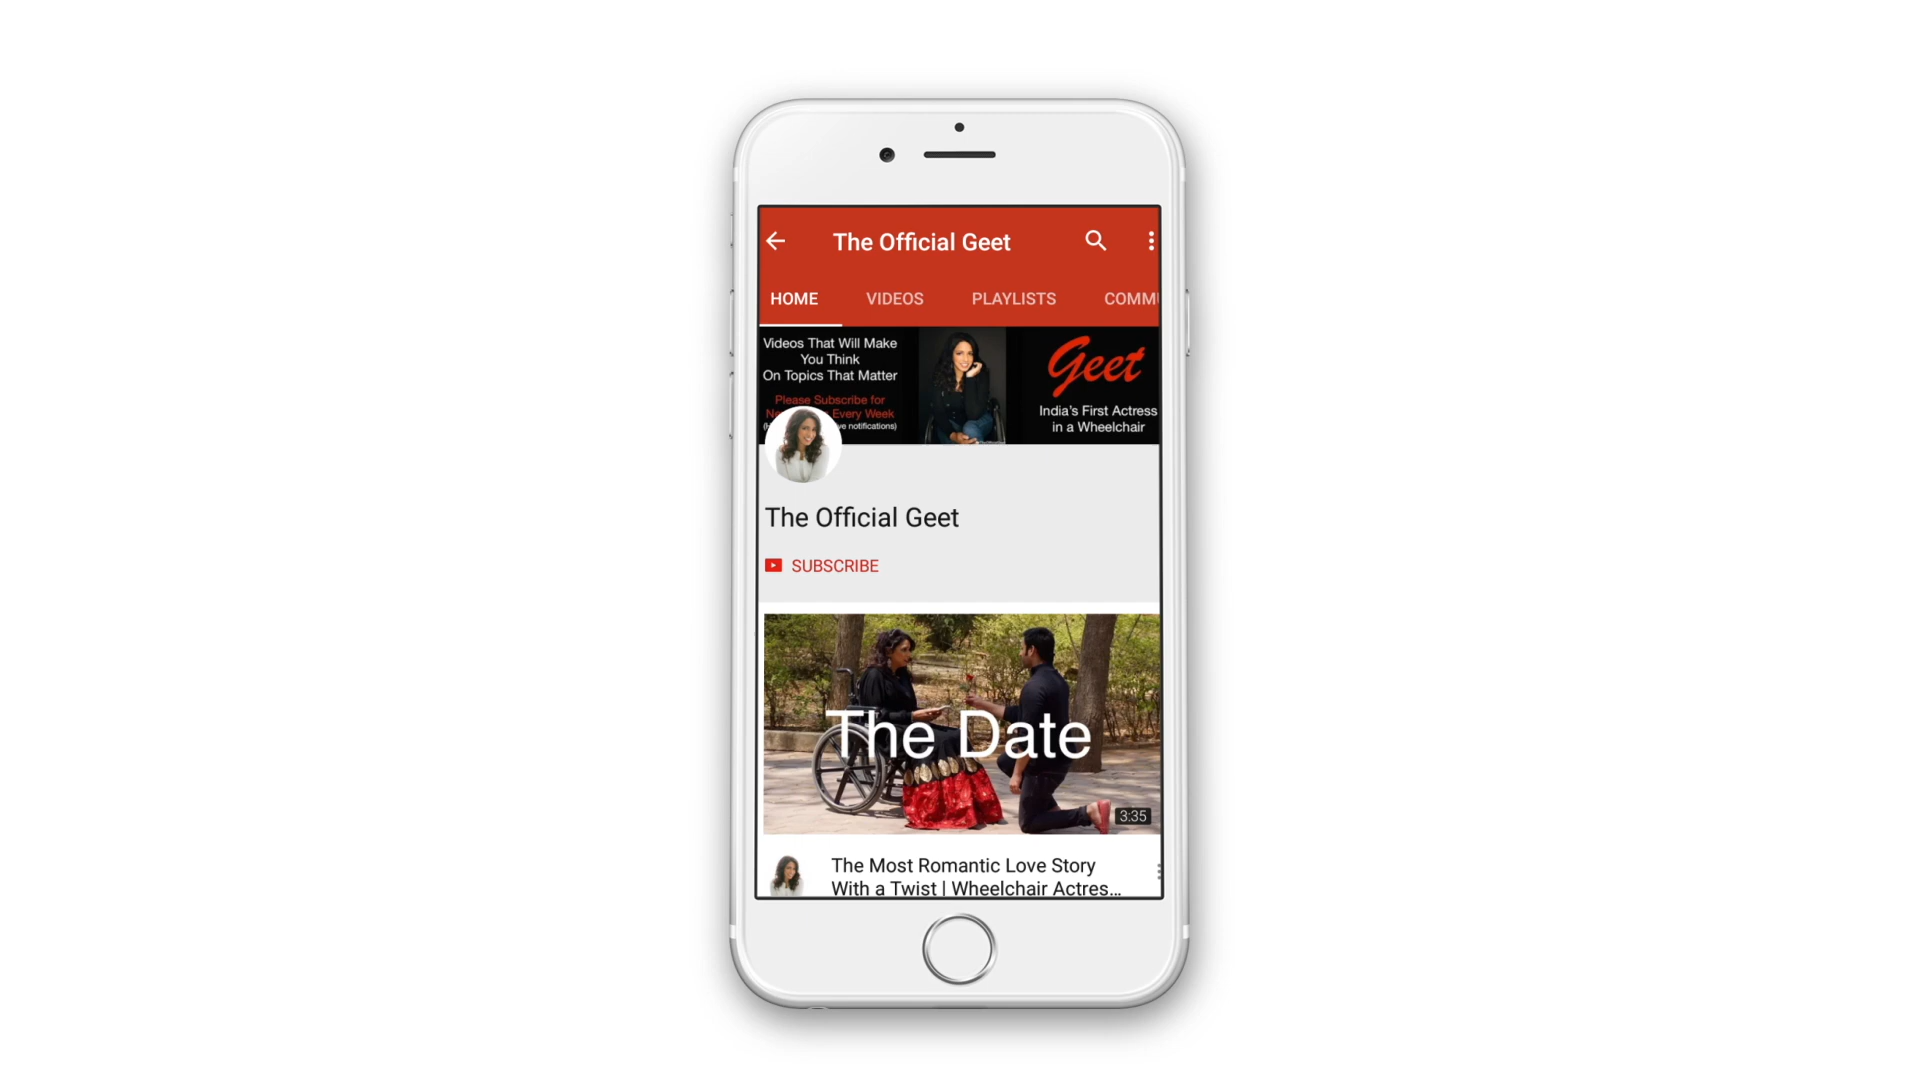 The Official Geet
HOME VIDEOS PLAYLISTS COMMU
Videos That Will Make
You Think
On Topics That Matter
Please Subscribe for
Every Week
ve notifications)
Geet
India's First Actress
in a Wheelchair
The Official Geet
SUBSCRIBE
The Date
3:35
The Most Romantic Love Story
With a Twist | Wheelchair Actres...